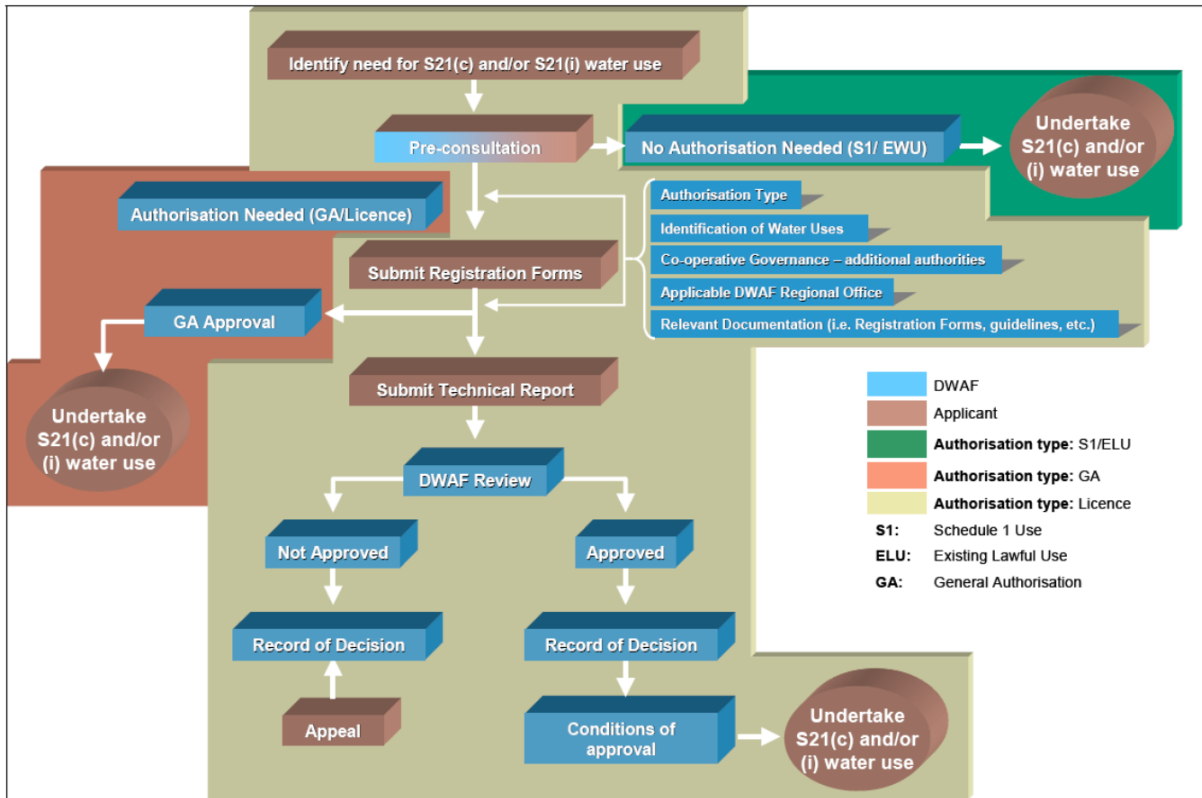 Identify need for S21(c) and/or S21(i) water use
Pre-consultation
No Authorisation Needed (S1/ EWU)
Undertake
S21(c) and/or
(i) water use
Authorisation Needed (GA/Licence)
Authorisation Type
Identification of Water Uses
Co-operative Governance – additional authorities
Applicable DWAF Regional Office
Relevant Documentation (i.e. Registration Forms, guidelines, etc.)
Submit Registration Forms
GA Approval
Undertake
S21(c) and/or
(i) water use
Submit Technical Report
DWAF Review
Not Approved
Approved
Record of Decision
Record of Decision
Appeal
Conditions of
approval
Undertake
S21(c) and/or
(i) water use
DWAF
Applicant
Authorisation type: S1/ELU
Authorisation type: GA
Authorisation type: Licence
S1: Schedule 1 Use
ELU: Existing Lawful Use
GA: General Authorisation